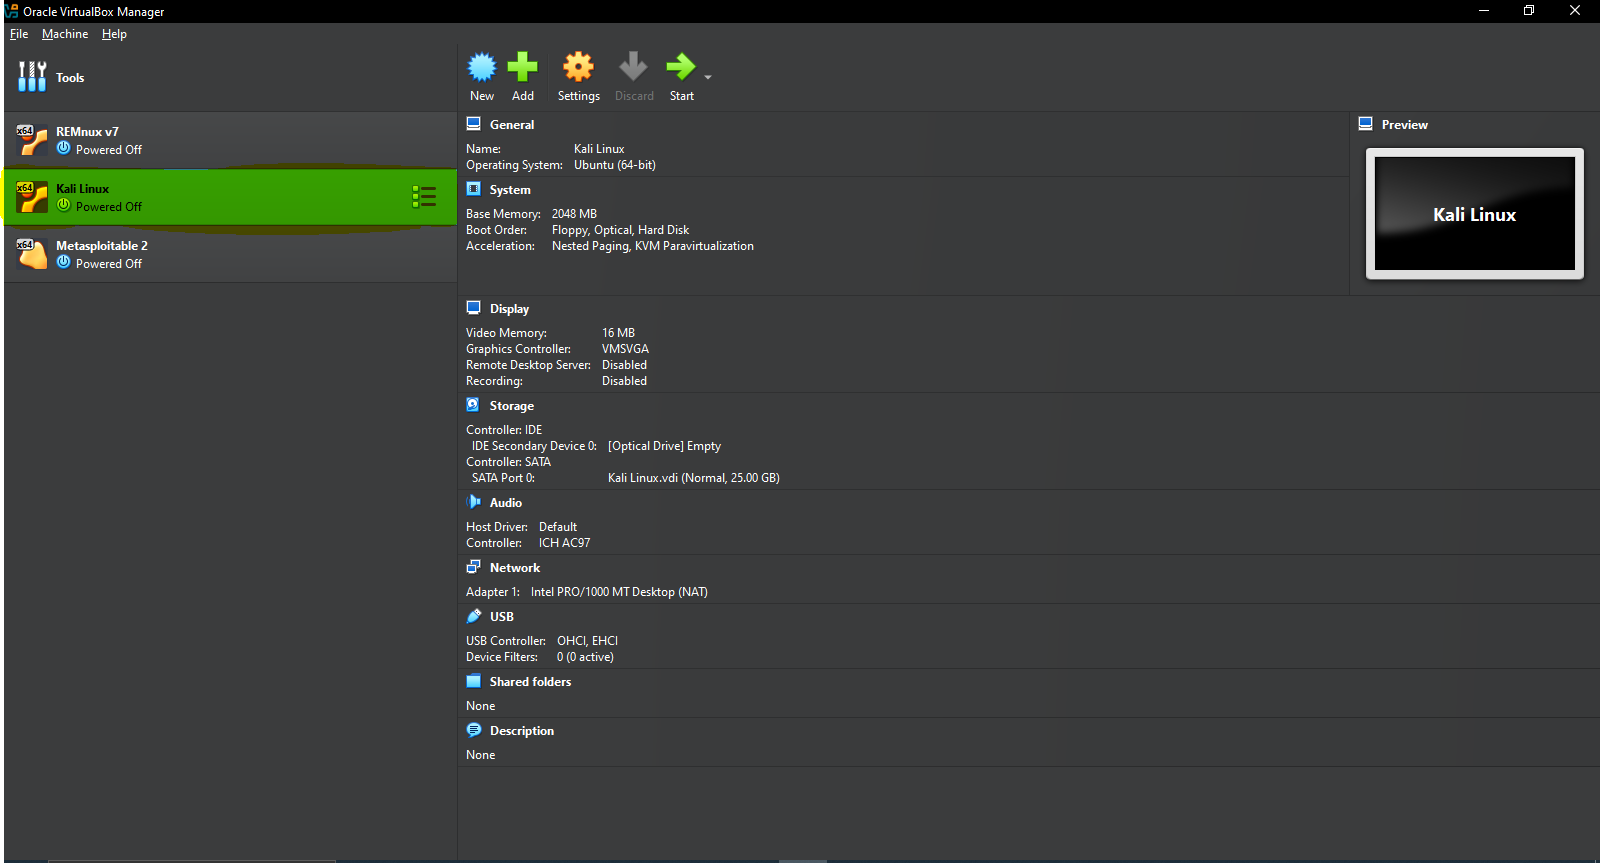 Oracle VirtualBox Manager
File Machine Help
Tools
New Add Settings Discard Start
x64 REMnux v7
Powered Off
x64 Kali Linux
Powered Off
x64 Metasploitable 2
Powered Off
General
Name: Kali Linux
Operating System: Ubuntu (64-bit)
System
Base Memory: 2048 MB
Boot Order: Floppy, Optical, Hard Disk
Acceleration: Nested Paging, KVM Paravirtualization
Preview
Kali Linux
Display
Video Memory: 16 MB
Graphics Controller: VMSVGA
Remote Desktop Server: Disabled
Recording: Disabled
Storage
Controller: IDE
IDE Secondary Device 0: [Optical Drive] Empty
Controller: SATA
SATA Port 0: Kali Linux.vdi (Normal, 25.00 GB)
Audio
Host Driver: Default
Controller: ICH AC97
Network
Adapter 1: Intel PRO/1000 MT Desktop (NAT)
USB
USB Controller: OHCI, EHCI
Device Filters: 0 (0 active)
Shared folders
None
Description
None